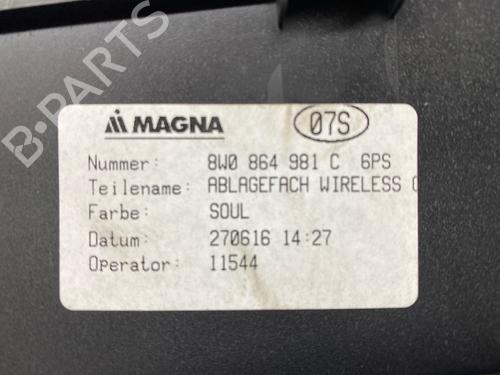 B-PARTS
MAGNA 07S
Nummer: 8W0 864 981 C 6PS
Teilename: ABLAGEFACH WIRELESS (
Farbe: SOUL
Datum: 270616 14:27
Operator: 11544